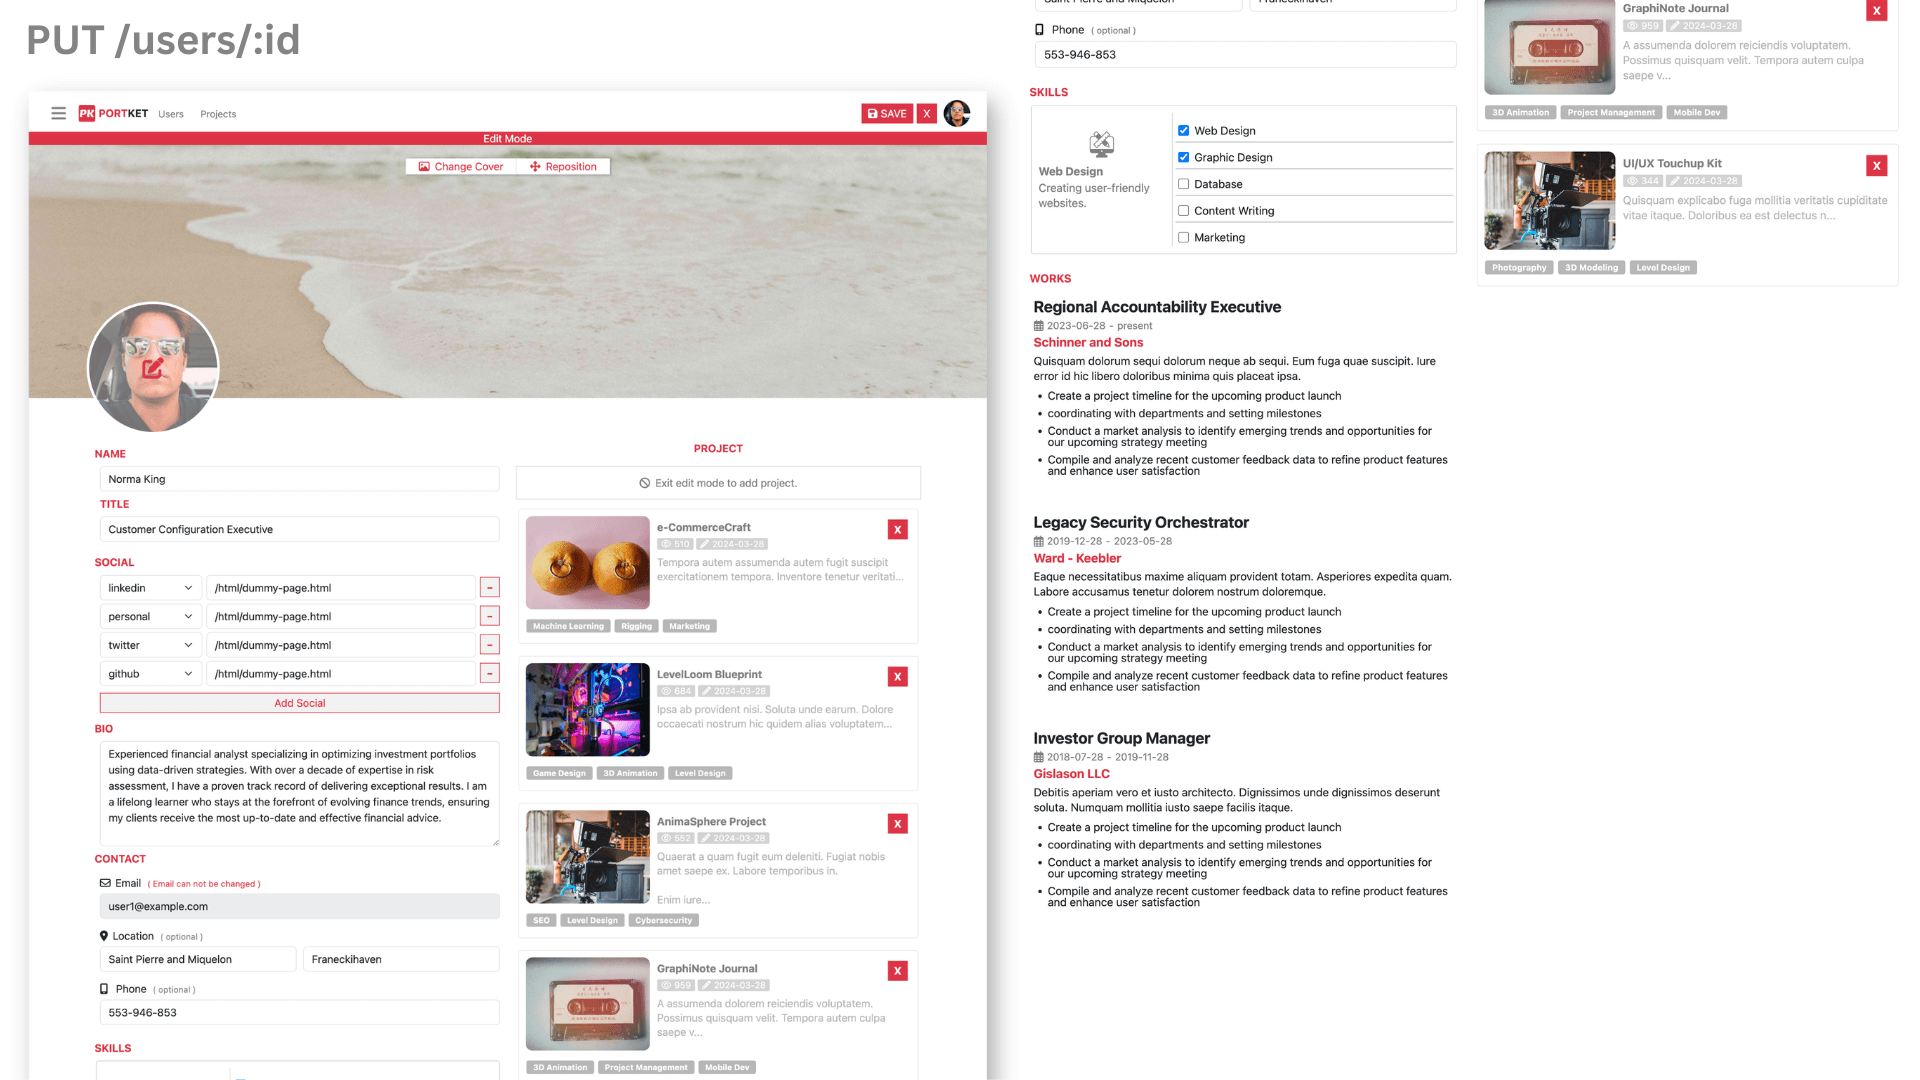 PUT /users/:id
PK PORTKET Users Projects
SAVE X
Edit Mode
Change Cover Reposition
NAME
Norma King
TITLE
Customer Configuration Executive
SOCIAL
linkedin /html/dummy-page.html -
personal /html/dummy-page.html -
twitter /html/dummy-page.html -
github /html/dummy-page.html -
Add Social
BIO
Experienced financial analyst specializing in optimizing investment portfolios
using data-driven strategies. With over a decade of expertise in risk
assessment, I have a proven track record of delivering exceptional results. I am
a lifelong learner who stays at the forefront of evolving finance trends, ensuring
my clients receive the most up-to-date and effective financial advice.
CONTACT
Email ( Email can not be changed )
user1@example.com
Location ( optional )
Saint Pierre and Miquelon Franeckihaven
Phone ( optional )
553-946-853
SKILLS
PROJECT
Exit edit mode to add project.
e-CommerceCraft X
510 2024-03-28
Tempora autem assumenda autem fugit suscipit
exercitationem tempora. Inventore tenetur veritati...
Machine Learning Rigging Marketing
LevelLoom Blueprint X
684 2024-03-28
Ipsa ab provident nisi. Soluta unde earum. Dolore
occaecati nostrum hic quidem alias voluptatem...
Game Design 3D Animation Level Design
AnimaSphere Project X
552 2024-03-28
Quaerat a quam fugit eum deleniti. Fugiat nobis
amet saepe ex. Labore temporibus in.
Enim iure...
SEO Level Design Cybersecurity
GraphiNote Journal X
959 2024-03-28
A assumenda dolorem reiciendis voluptatem.
Possimus quisquam velit. Tempora autem culpa
saepe v...
3D Animation Project Management Mobile Dev
Saint Pierre and Miquelon Franeckihaven
Phone ( optional )
553-946-853
SKILLS
Web Design
Creating user-friendly
websites.
Web Design
Graphic Design
Database
Content Writing
Marketing
WORKS
Regional Accountability Executive
2023-06-28 - present
Schinner and Sons
Quisquam dolorum sequi dolorum neque ab sequi. Eum fuga quae suscipit. Iure
error id hic libero doloribus minima quis placeat ipsa.
• Create a project timeline for the upcoming product launch
• coordinating with departments and setting milestones
• Conduct a market analysis to identify emerging trends and opportunities for
our upcoming strategy meeting
• Compile and analyze recent customer feedback data to refine product features
and enhance user satisfaction
Legacy Security Orchestrator
2019-12-28 - 2023-05-28
Ward - Keebler
Eaque necessitatibus maxime aliquam provident totam. Asperiores expedita quam.
Labore accusamus tenetur dolorem nostrum doloremque.
• Create a project timeline for the upcoming product launch
• coordinating with departments and setting milestones
• Conduct a market analysis to identify emerging trends and opportunities for
our upcoming strategy meeting
• Compile and analyze recent customer feedback data to refine product features
and enhance user satisfaction
Investor Group Manager
2018-07-28 - 2019-11-28
Gislason LLC
Debitis aperiam vero et iusto architecto. Dignissimos unde dignissimos deserunt
soluta. Numquam mollitia iusto saepe facilis itaque.
• Create a project timeline for the upcoming product launch
• coordinating with departments and setting milestones
• Conduct a market analysis to identify emerging trends and opportunities for
our upcoming strategy meeting
• Compile and analyze recent customer feedback data to refine product features
and enhance user satisfaction
GraphiNote Journal X
959 2024-03-28
A assumenda dolorem reiciendis voluptatem.
Possimus quisquam velit. Tempora autem culpa
saepe v...
3D Animation Project Management Mobile Dev
UI/UX Touchup Kit X
344 2024-03-28
Quisquam explicabo fuga mollitia veritatis cupiditate
vitae itaque. Doloribus ea est delectus n...
Photography 3D Modeling Level Design